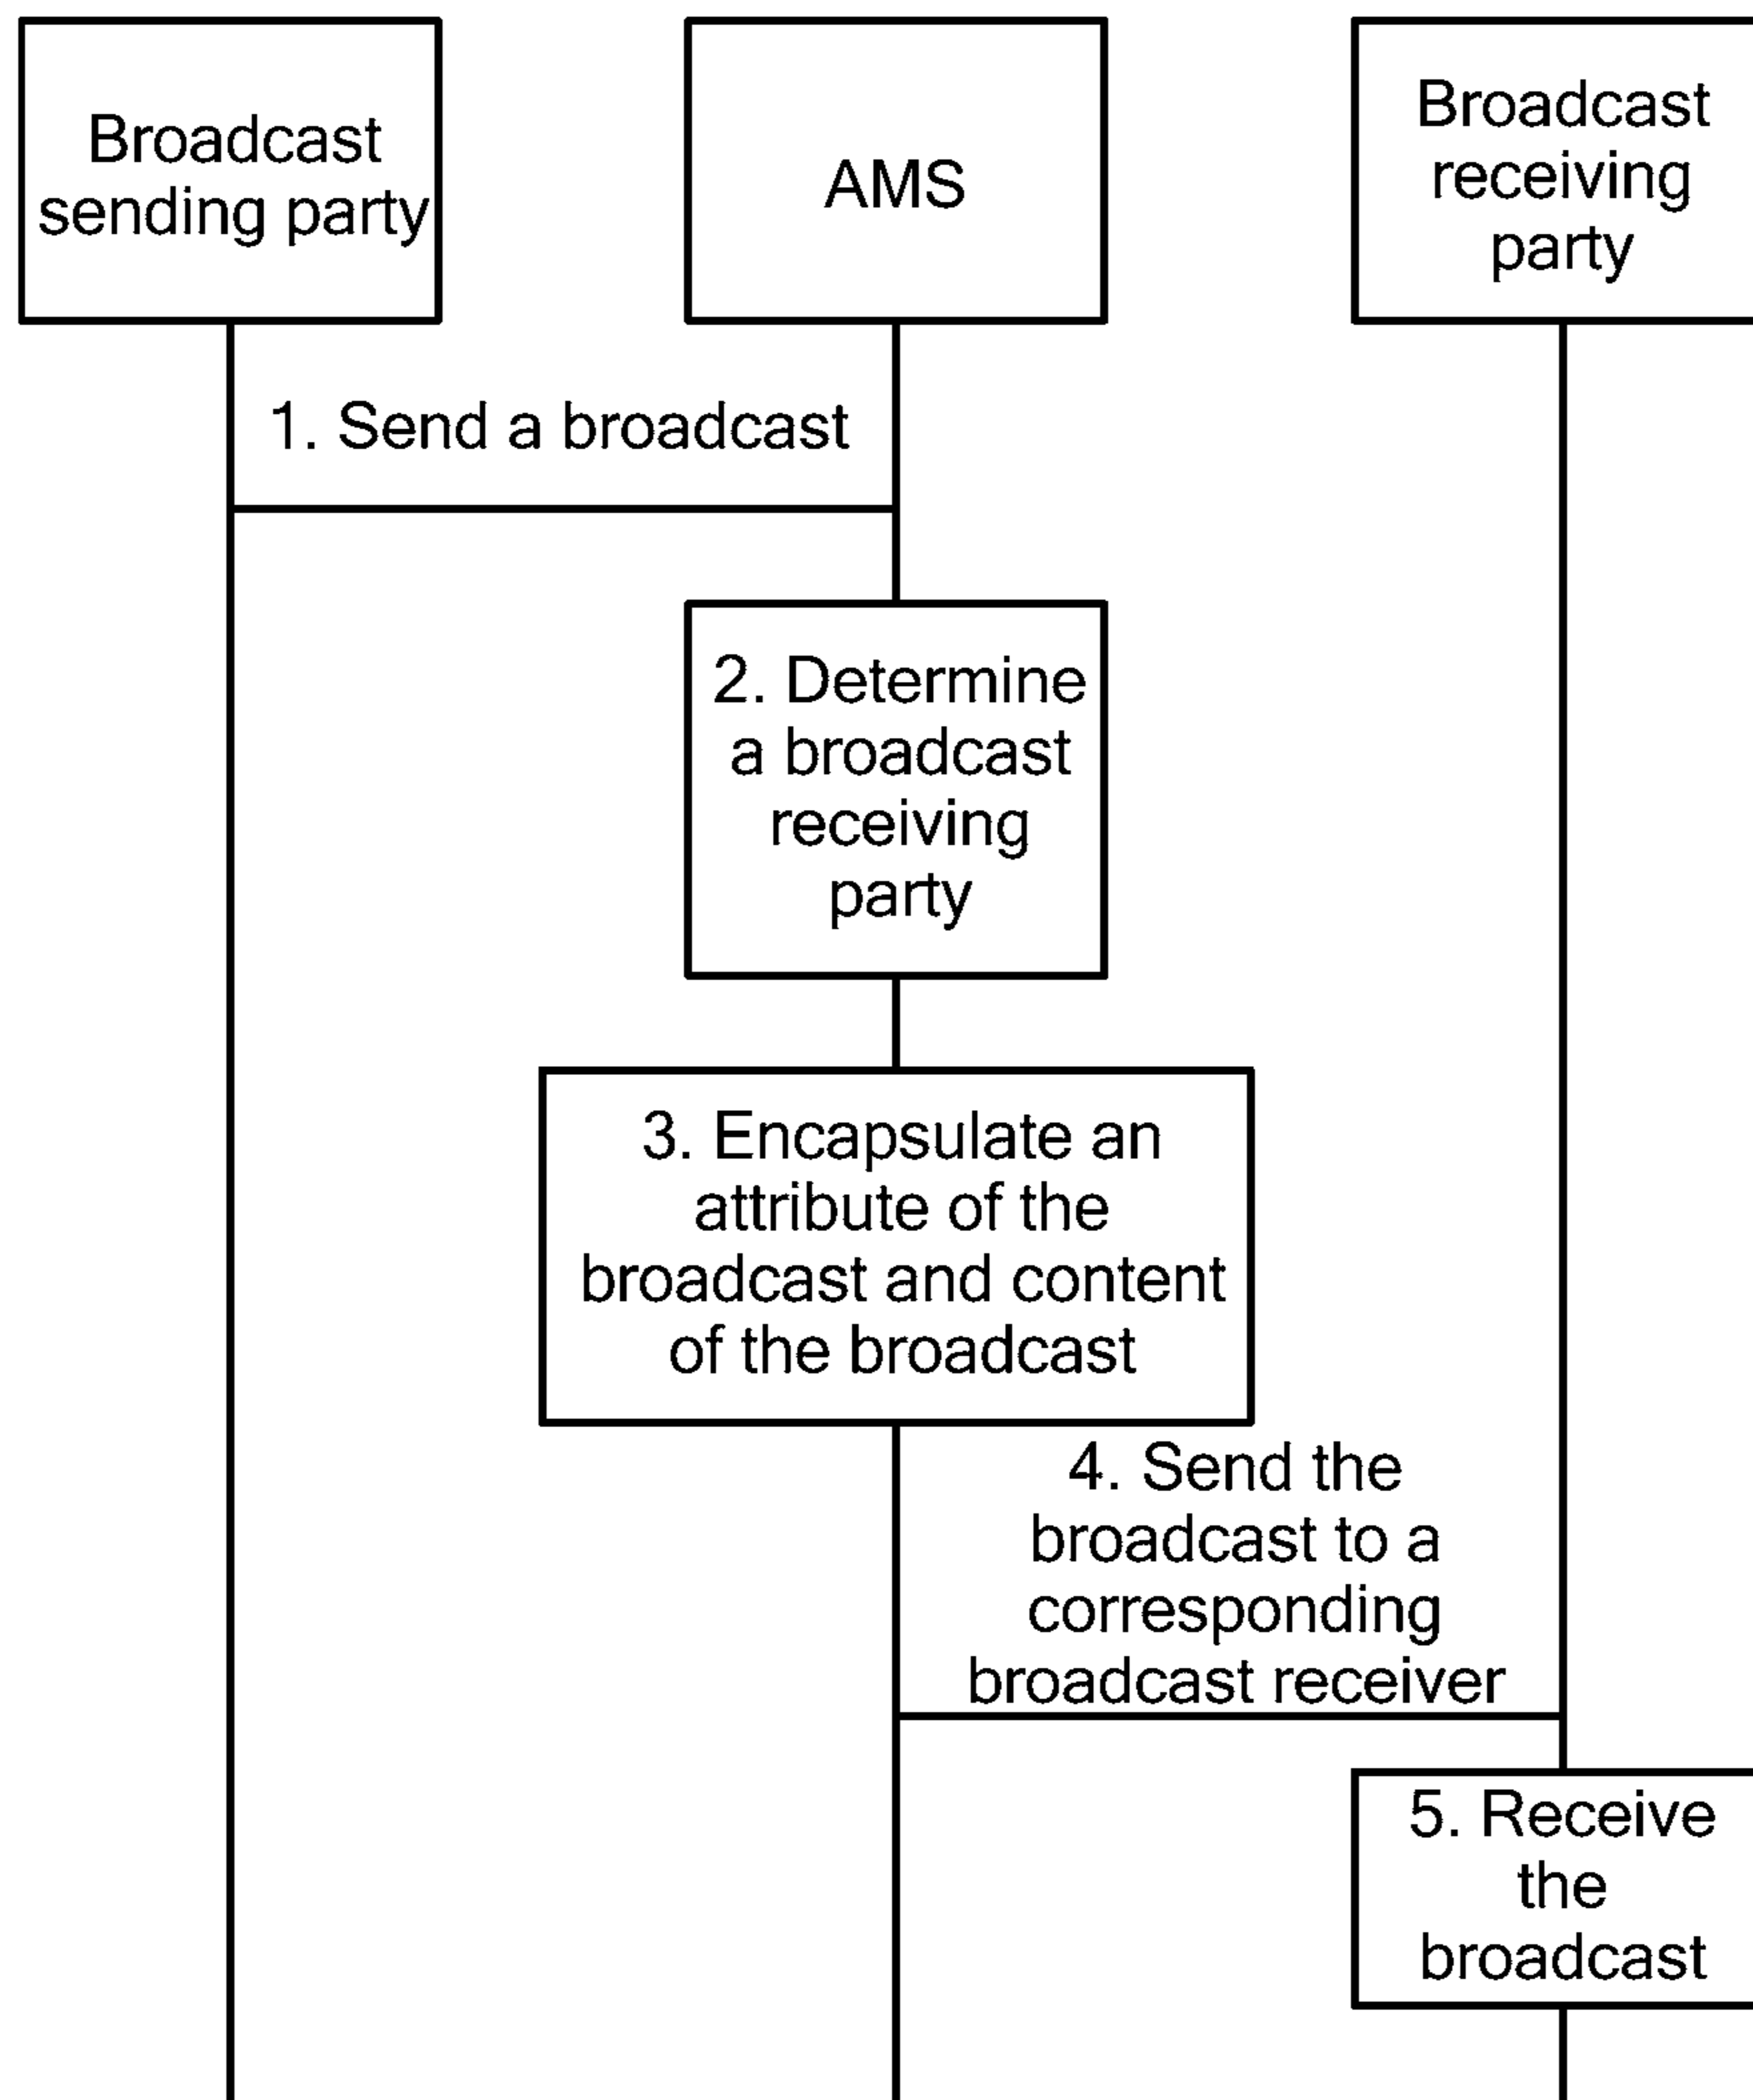 Broadcast
sending party
AMS
Broadcast
receiving
party
1. Send a broadcast
2. Determine
a broadcast
receiving
party
3. Encapsulate an
attribute of the
broadcast and content
of the broadcast
4. Send the
broadcast to a
corresponding
broadcast receiver
5. Receive
the
broadcast